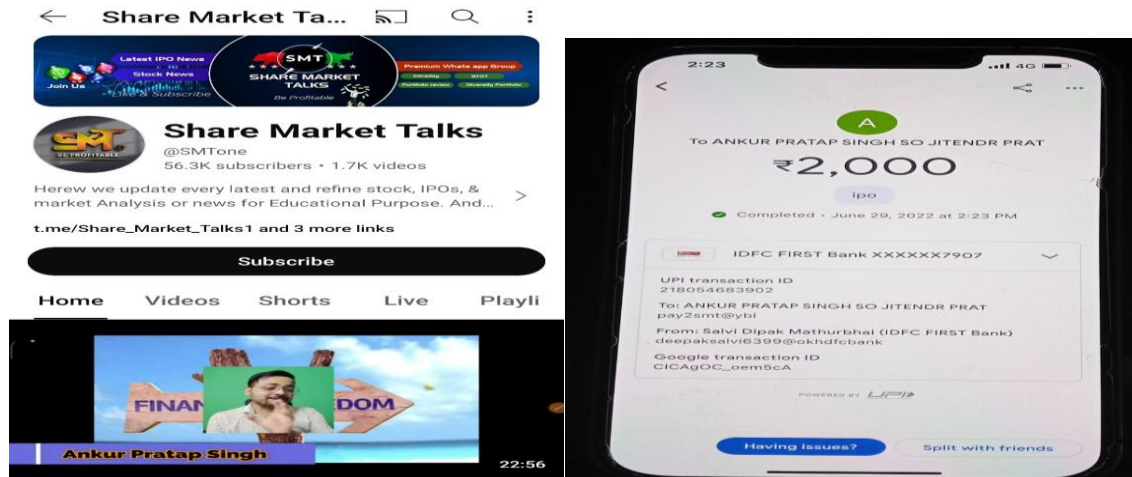 Share Market Ta...
Latest IPO News
Stock News
Join Us
Like & Subscribe
SMT
SHARE MARKET
TALKS
Be Profitable
Premium Whats app Group
Intraday
BTST
Portfolio review
Diversify Portfolio
SMT
BE PROFITABLE
Share Market Talks
@SMTone
56.3K subscribers • 1.7K videos
Herew we update every latest and refine stock, IPOs, &
market Analysis or news for Educational Purpose. And...
t.me/Share_Market_Talks1 and 3 more links
Subscribe
Home Videos Shorts Live Playli
FINAN DOM
Ankur Pratap Singh
22:56
2:23
4G
A
To ANKUR PRATAP SINGH SO JITENDR PRAT
₹2,000
ipo
Completed • June 29, 2022 at 2:23 PM
IDFC FIRST Bank XXXXXX7907
UPI transaction ID
218054683902
To: ANKUR PRATAP SINGH SO JITENDR PRAT
pay2smt@ybl
From: Salvi Dipak Mathurbhai (IDFC FIRST Bank)
deepaksalvi6399@okhdfcbank
Google transaction ID
CICAgOC_oem5cA
POWERED BY UPI
Having issues?
Split with friends